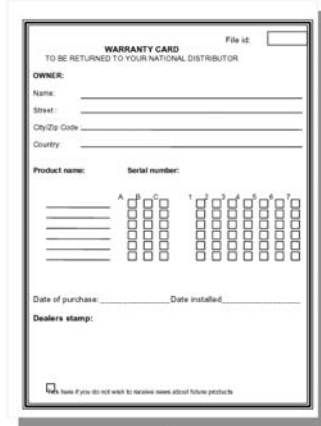 File id:
WARRANTY CARD
TO BE RETURNED TO YOUR NATIONAL DISTRIBUTOR
OWNER:
Name:
Street :
City/Zip Code :
Country:
Product name: Serial number:
A B C 1 2 3 4 5 6 7
Date of purchase: Date installed
Dealers stamp:
Tick here if you do not wish to receive news about future products